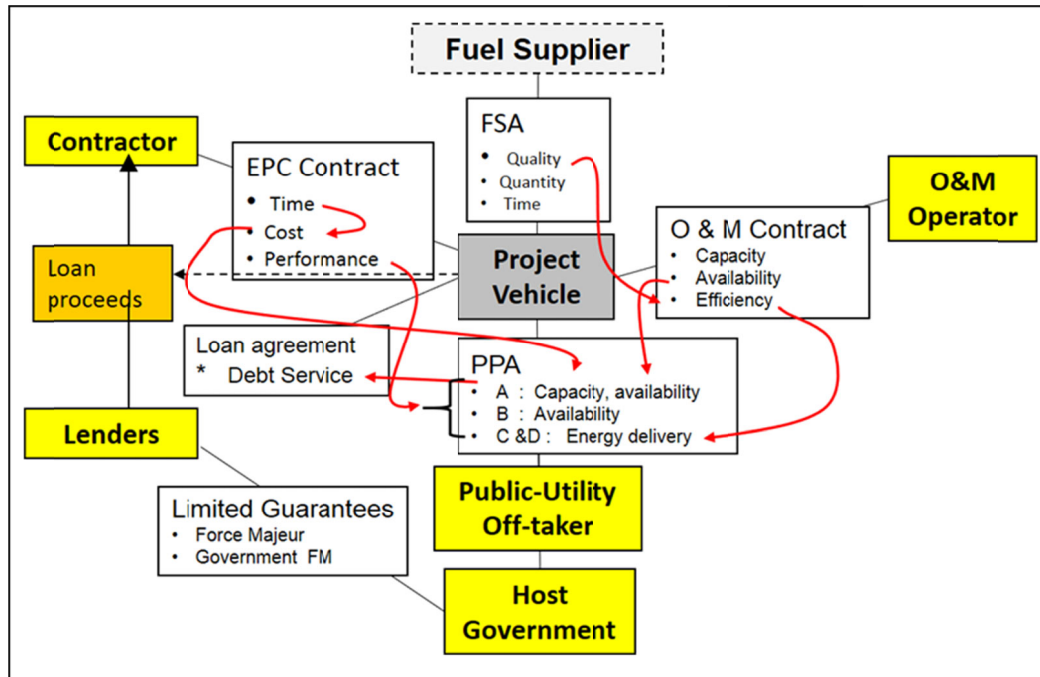 Fuel Supplier
FSA
• Quality
• Quantity
• Time
Contractor
EPC Contract
• Time
• Cost
• Performance
O&M
Operator
O & M Contract
• Capacity
• Availability
• Efficiency
Loan
proceeds
Project
Vehicle
Loan agreement
* Debt Service
PPA
• A : Capacity, availability
• B : Availability
• C &D : Energy delivery
Lenders
Public-Utility
Off-taker
Limited Guarantees
• Force Majeur
• Government FM
Host
Government